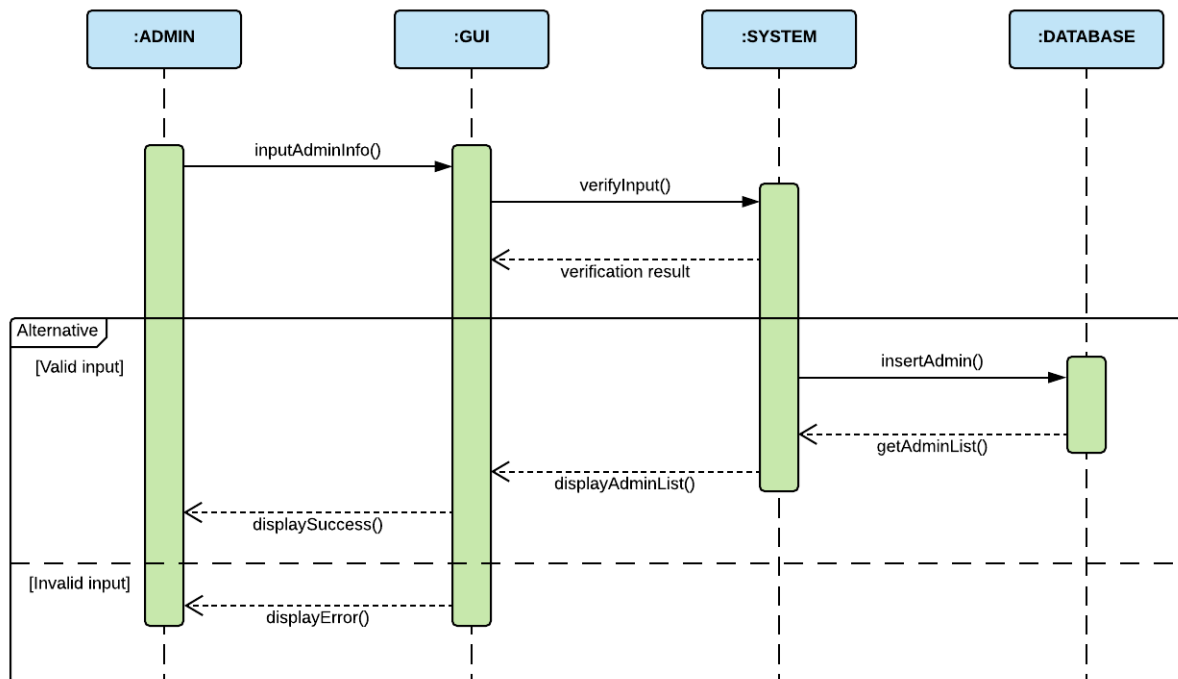 :ADMIN
:GUI
:SYSTEM
:DATABASE
inputAdminInfo()
verifyInput()
verification result
Alternative
[Valid input]
insertAdmin()
getAdminList()
displayAdminList()
displaySuccess()
[Invalid input]
displayError()